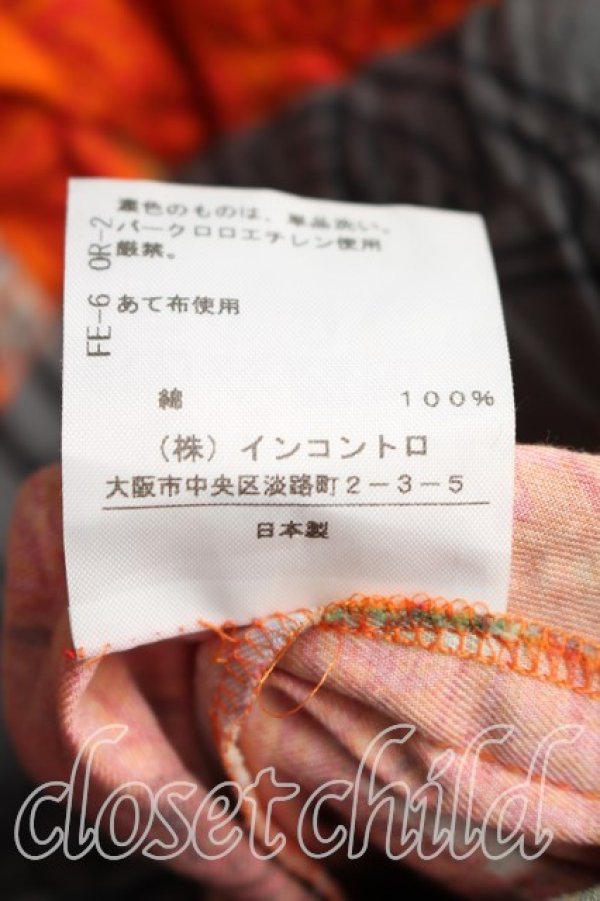 濃色のものは、単品洗い。
パークロロエチレン使用
厳禁。
あて布使用
FE-6 OR-2
綿 100%
(株)インコントロ
大阪市中央区淡路町2-3-5
日本製
closetchild